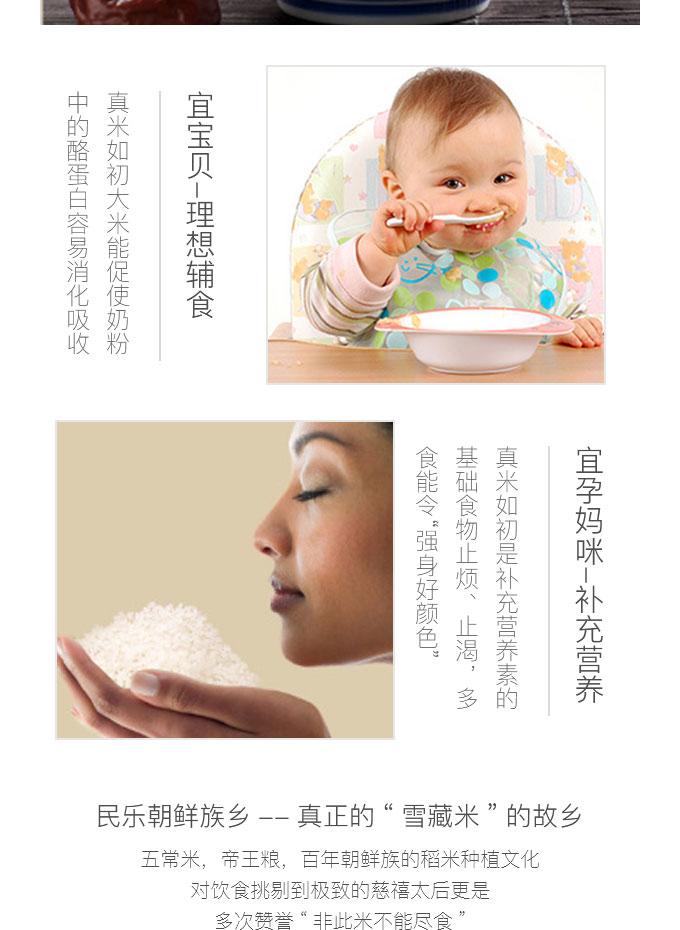 宜宝贝–理想辅食
真米如初大米能促使奶粉
中的酪蛋白容易消化吸收
宜孕妈咪–补充营养
真米如初是补充营养素的
基础食物止烦、止渴，多
食能令“强身好颜色”
民乐朝鲜族乡 –– 真正的 “ 雪藏米 ” 的故乡
五常米，帝王粮，百年朝鲜族的稻米种植文化
对饮食挑剔到极致的慈禧太后更是
多次赞誉 “ 非此米不能尽食 ”